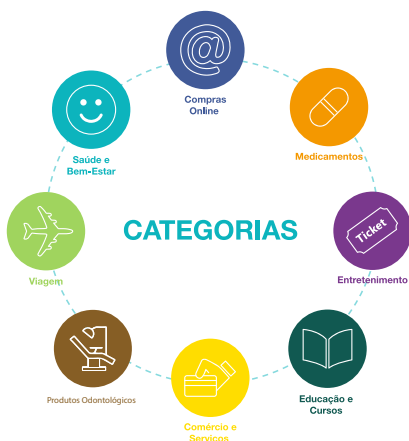 @
Compras
Online
Medicamentos
Ticket
Entretenimento
Educação e
Cursos
Comércio e
Serviços
Produtos Odontológicos
Viagem
Saúde e
Bem-Estar
CATEGORIAS